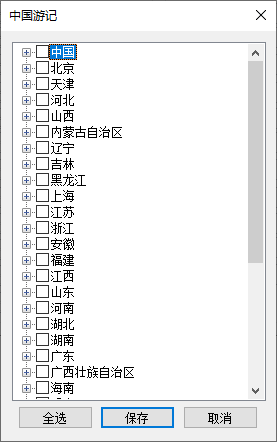 中国游记
中国
北京
天津
河北
山西
内蒙古自治区
辽宁
吉林
黑龙江
上海
江苏
浙江
安徽
福建
江西
山东
河南
湖北
湖南
广东
广西壮族自治区
海南
全选 保存 取消